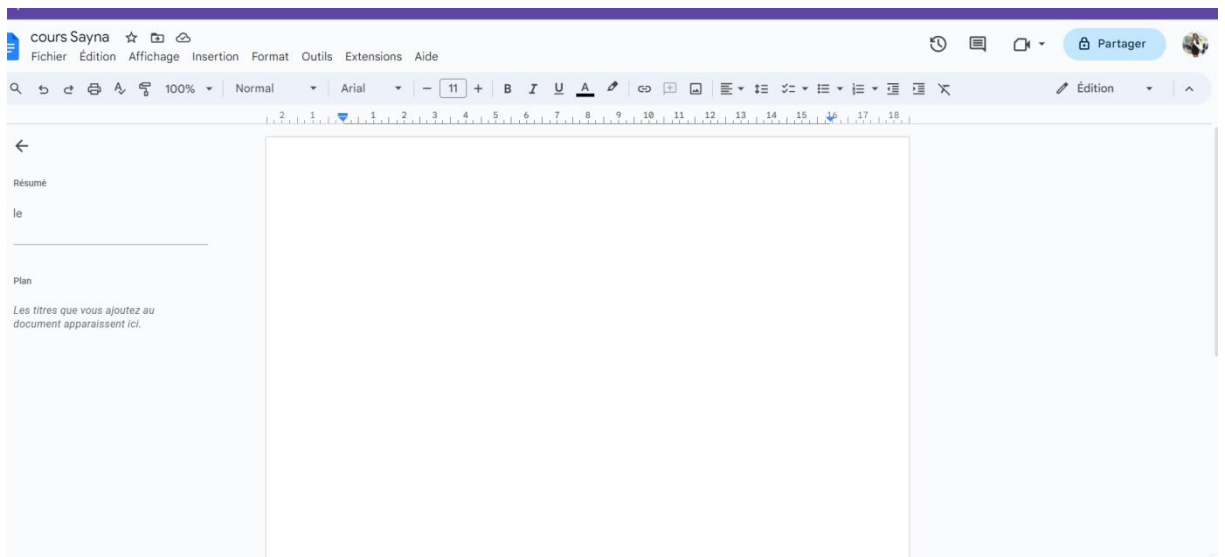 cours Sayna
Fichier Édition Affichage Insertion Format Outils Extensions Aide
Partager
100% Normal Arial 11 B I U A Édition
2 1 1 2 3 4 5 6 7 8 9 10 11 12 13 14 15 16 17 18
Résumé
le
Plan
Les titres que vous ajoutez au
document apparaissent ici.